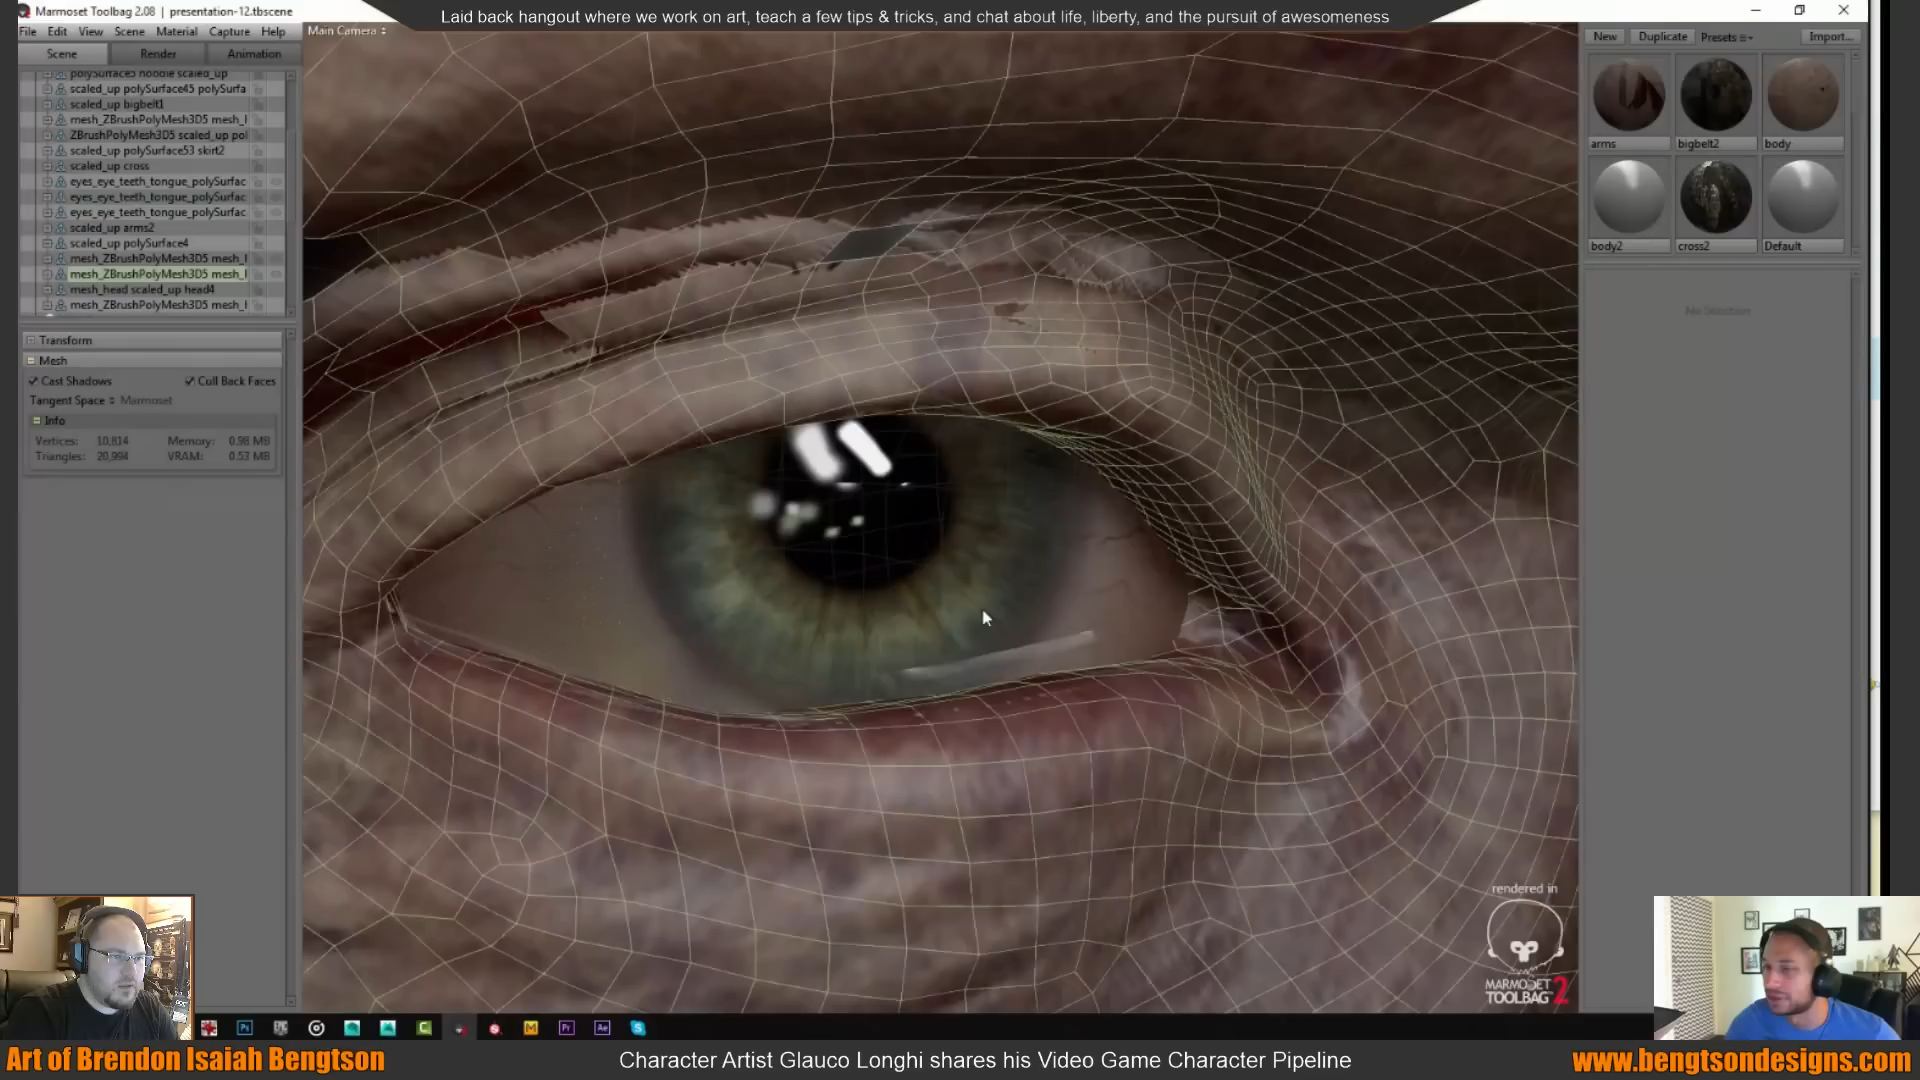 Marmoset Toolbag 2.08 | presentation-12.tbscene
Laid back hangout where we work on art, teach a few tips & tricks, and chat about life, liberty, and the pursuit of awesomeness
File Edit View Scene Material Capture Help
Main Camera
New Duplicate Presets Import...
Scene Render Animation
polySurface5 noodle scaled_up
scaled_up polySurface45 polySurfa
scaled_up bigbelt1
mesh_ZBrushPolyMesh3D5 mesh_l
ZBrushPolyMesh3D5 scaled_up pol
scaled_up polySurface53 skirt2
scaled_up cross
eyes_eye_teeth_tongue_polySurfac
eyes_eye_teeth_tongue_polySurfac
eyes_eye_teeth_tongue_polySurfac
scaled_up arms2
scaled_up polySurface4
mesh_ZBrushPolyMesh3D5 mesh_l
mesh_ZBrushPolyMesh3D5 mesh_l
mesh_head scaled_up head4
mesh_ZBrushPolyMesh3D5 mesh_l
arms bigbelt2 body
body2 cross2 Default
No Selection
Transform
Mesh
Cast Shadows Cull Back Faces
Tangent Space Marmoset
Info
Vertices: 10,814 Memory: 0.98 MB
Triangles: 20,994 VRAM: 0.53 MB
rendered in
MARMOSET
TOOLBAG 2
Art of Brendon Isaiah Bengtson
Character Artist Glauco Longhi shares his Video Game Character Pipeline
www.bengtsondesigns.com